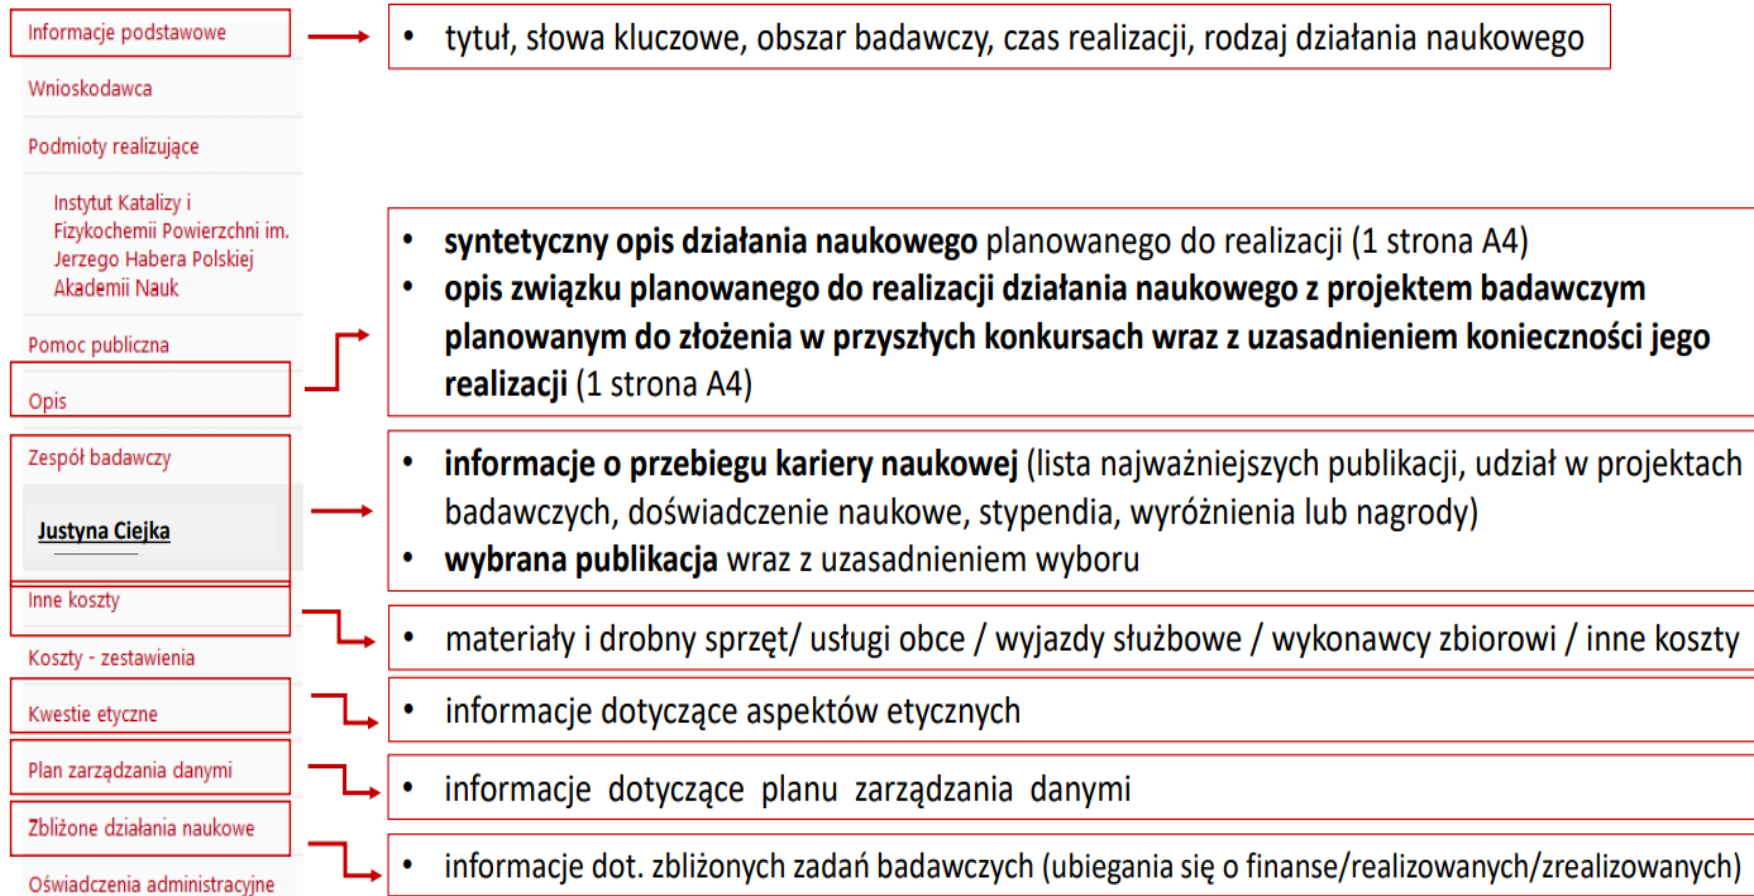 Informacje podstawowe
• tytuł, słowa kluczowe, obszar badawczy, czas realizacji, rodzaj działania naukowego
Wnioskodawca
Podmioty realizujące
Instytut Katalizy i
Fizykochemii Powierzchni im.
Jerzego Habera Polskiej
Akademii Nauk
Pomoc publiczna
Opis
• syntetyczny opis działania naukowego planowanego do realizacji (1 strona A4)
• opis związku planowanego do realizacji działania naukowego z projektem badawczym
planowanym do złożenia w przyszłych konkursach wraz z uzasadnieniem konieczności jego
realizacji (1 strona A4)
Zespół badawczy
Justyna Ciejka
• informacje o przebiegu kariery naukowej (lista najważniejszych publikacji, udział w projektach
badawczych, doświadczenie naukowe, stypendia, wyróżnienia lub nagrody)
• wybrana publikacja wraz z uzasadnieniem wyboru
Inne koszty
• materiały i drobny sprzęt/ usługi obce / wyjazdy służbowe / wykonawcy zbiorowi / inne koszty
Koszty - zestawienia
Kwestie etyczne
• informacje dotyczące aspektów etycznych
Plan zarządzania danymi
• informacje dotyczące planu zarządzania danymi
Zbliżone działania naukowe
• informacje dot. zbliżonych zadań badawczych (ubiegania się o finanse/realizowanych/zrealizowanych)
Oświadczenia administracyjne